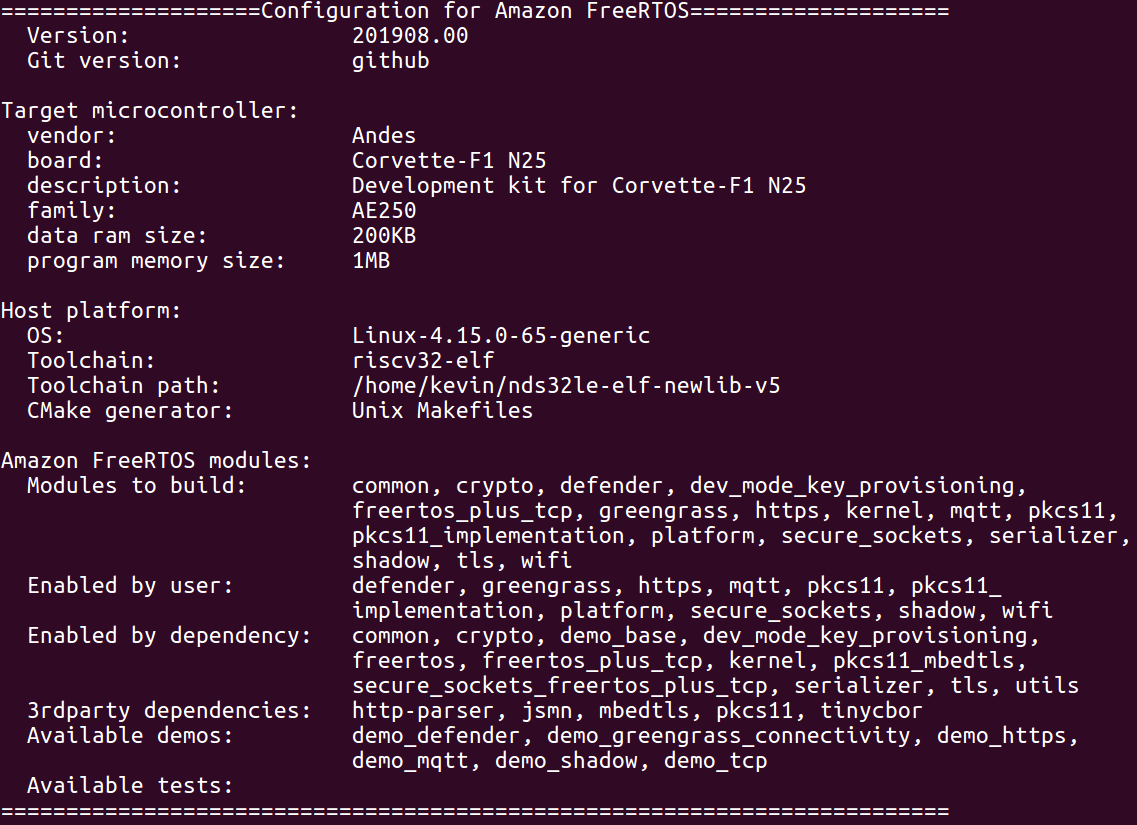 ====================Configuration for Amazon FreeRTOS====================
  Version:                 201908.00
  Git version:             github

Target microcontroller:
  vendor:                  Andes
  board:                   Corvette-F1 N25
  description:             Development kit for Corvette-F1 N25
  family:                  AE250
  data ram size:           200KB
  program memory size:     1MB

Host platform:
  OS:                      Linux-4.15.0-65-generic
  Toolchain:               riscv32-elf
  Toolchain path:          /home/kevin/nds32le-elf-newlib-v5
  CMake generator:         Unix Makefiles

Amazon FreeRTOS modules:
  Modules to build:        common, crypto, defender, dev_mode_key_provisioning,
                           freertos_plus_tcp, greengrass, https, kernel, mqtt, pkcs11,
                           pkcs11_implementation, platform, secure_sockets, serializer,
                           shadow, tls, wifi
  Enabled by user:         defender, greengrass, https, mqtt, pkcs11, pkcs11_
                           implementation, platform, secure_sockets, shadow, wifi
  Enabled by dependency:   common, crypto, demo_base, dev_mode_key_provisioning,
                           freertos, freertos_plus_tcp, kernel, pkcs11_mbedtls,
                           secure_sockets_freertos_plus_tcp, serializer, tls, utils
  3rdparty dependencies:   http-parser, jsmn, mbedtls, pkcs11, tinycbor
  Available demos:         demo_defender, demo_greengrass_connectivity, demo_https,
                           demo_mqtt, demo_shadow, demo_tcp
  Available tests:
=========================================================================